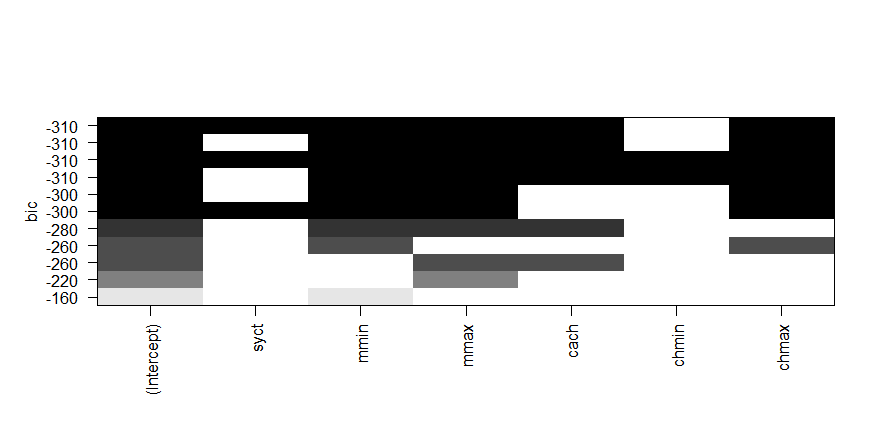 bic
-310
-310
-310
-310
-300
-300
-280
-260
-260
-220
-160
(Intercept)
syct
mmin
mmax
cach
chmin
chmax